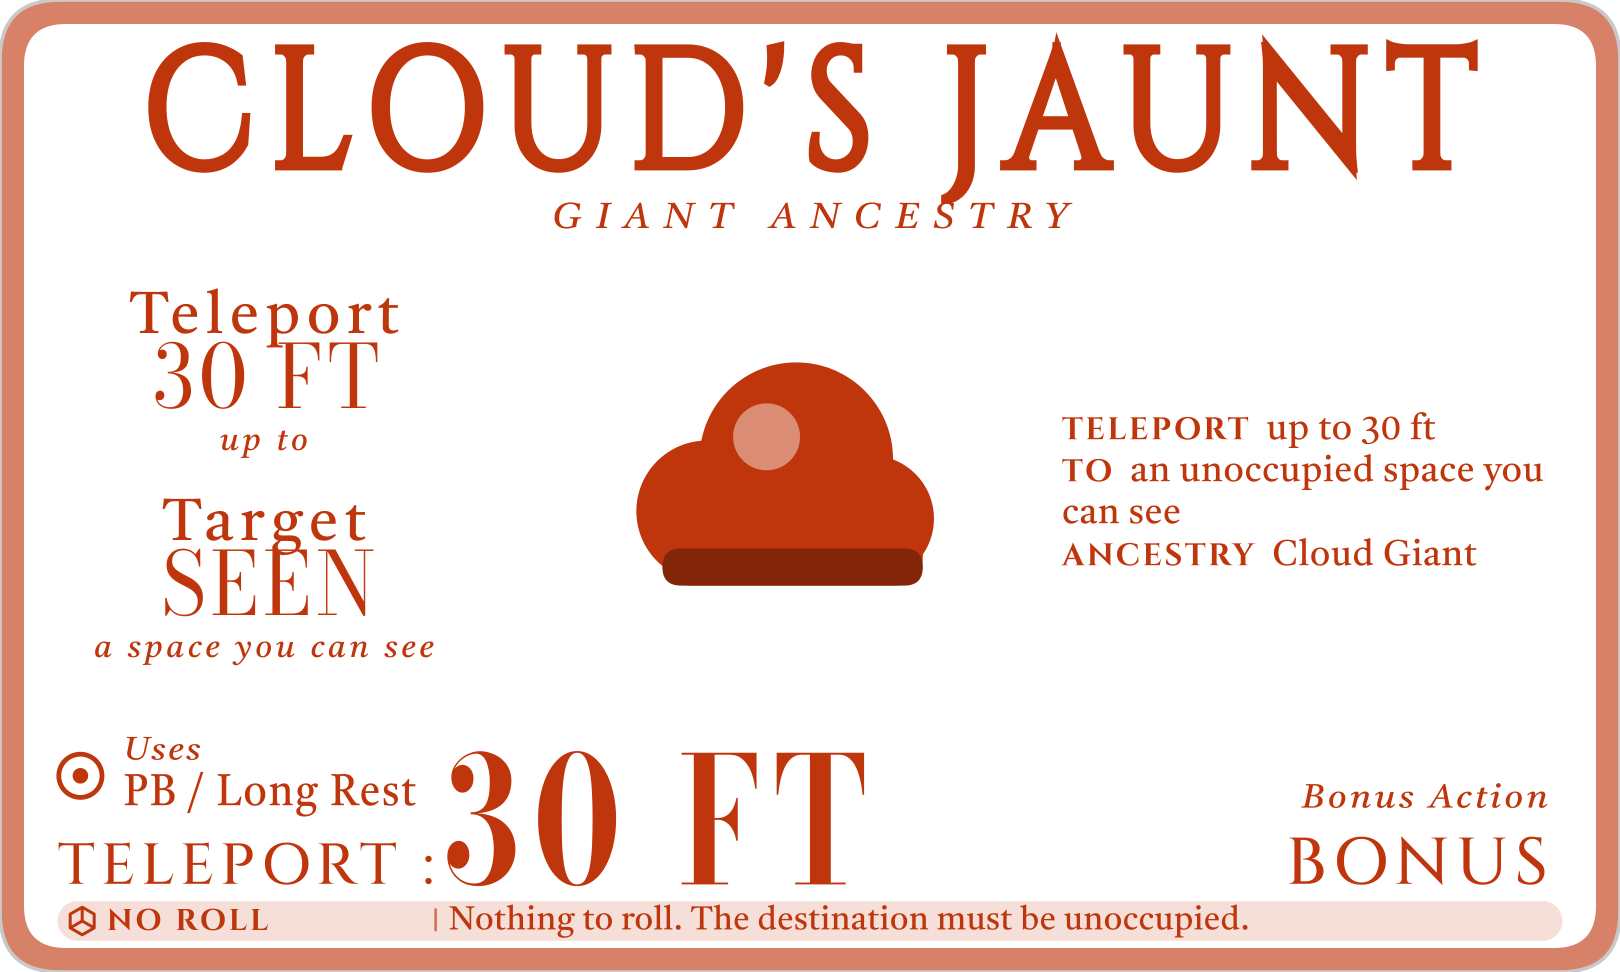 CLOUD'S JAUNT
GIANT ANCESTRY
Teleport
30 FT
up to
Target
SEEN
a space you can see
TELEPORT up to 30 ft
TO an unoccupied space you
can see
ANCESTRY Cloud Giant
Uses
PB / Long Rest
TELEPORT : 30 FT
Bonus Action
BONUS
NO ROLL | Nothing to roll. The destination must be unoccupied.